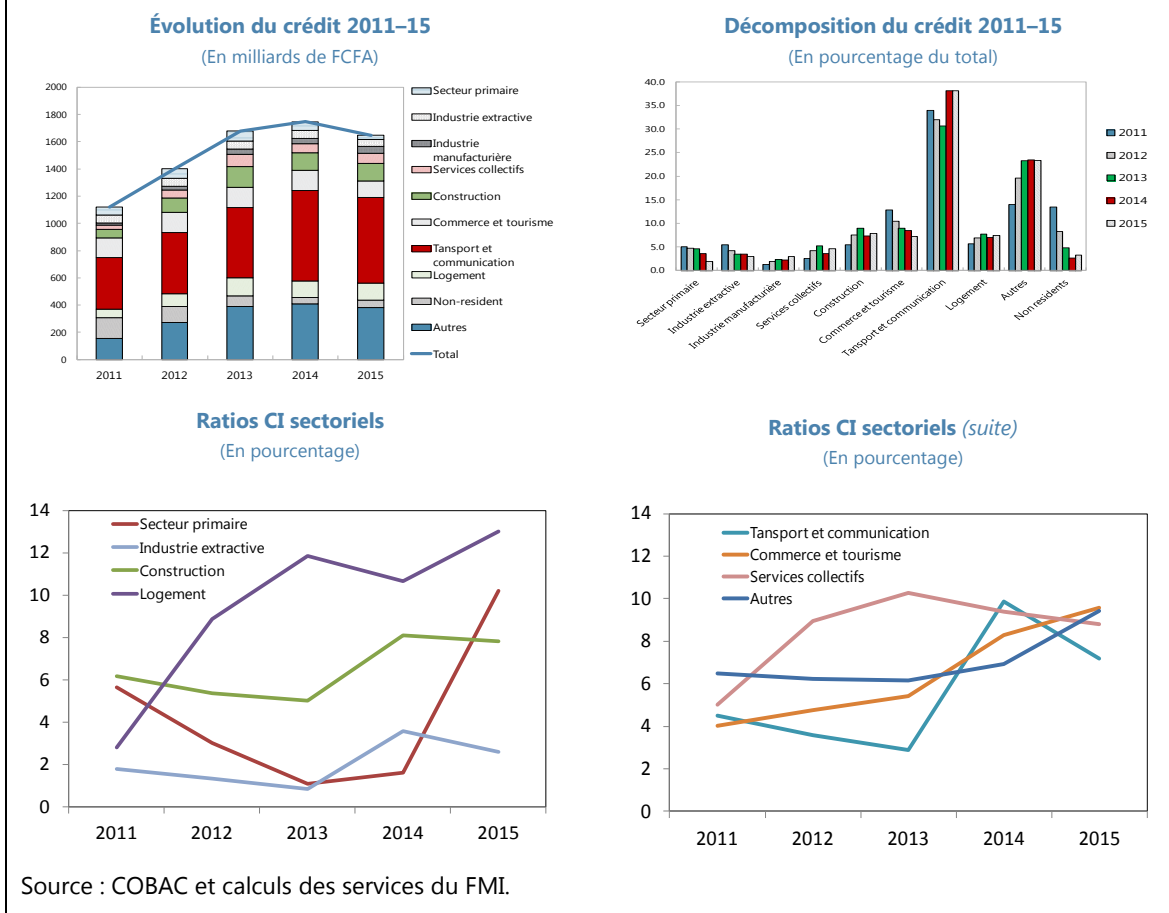 Évolution du crédit 2011–15
(En milliards de FCFA)
2000
1800
1600
1400
1200
1000
800
600
400
200
0
2011 2012 2013 2014 2015
Secteur primaire
Industrie extractive
Industrie
manufacturière
Services collectifs
Construction
Commerce et tourisme
Tansport et
communication
Logement
Non-resident
Autres
Total
Décomposition du crédit 2011–15
(En pourcentage du total)
40.0
35.0
30.0
25.0
20.0
15.0
10.0
5.0
0.0
Secteur primaire
Industrie extractive
Industrie manufacturière
Services collectifs
Construction
Commerce et tourisme
Tansport et communication
Logement
Autres
Non residents
2011
2012
2013
2014
2015
Ratios CI sectoriels
(En pourcentage)
14
12
10
8
6
4
2
0
Secteur primaire
Industrie extractive
Construction
Logement
2011 2012 2013 2014 2015
Ratios CI sectoriels (suite)
(En pourcentage)
14
12
10
8
6
4
2
0
Tansport et communication
Commerce et tourisme
Services collectifs
Autres
2011 2012 2013 2014 2015
Source : COBAC et calculs des services du FMI.